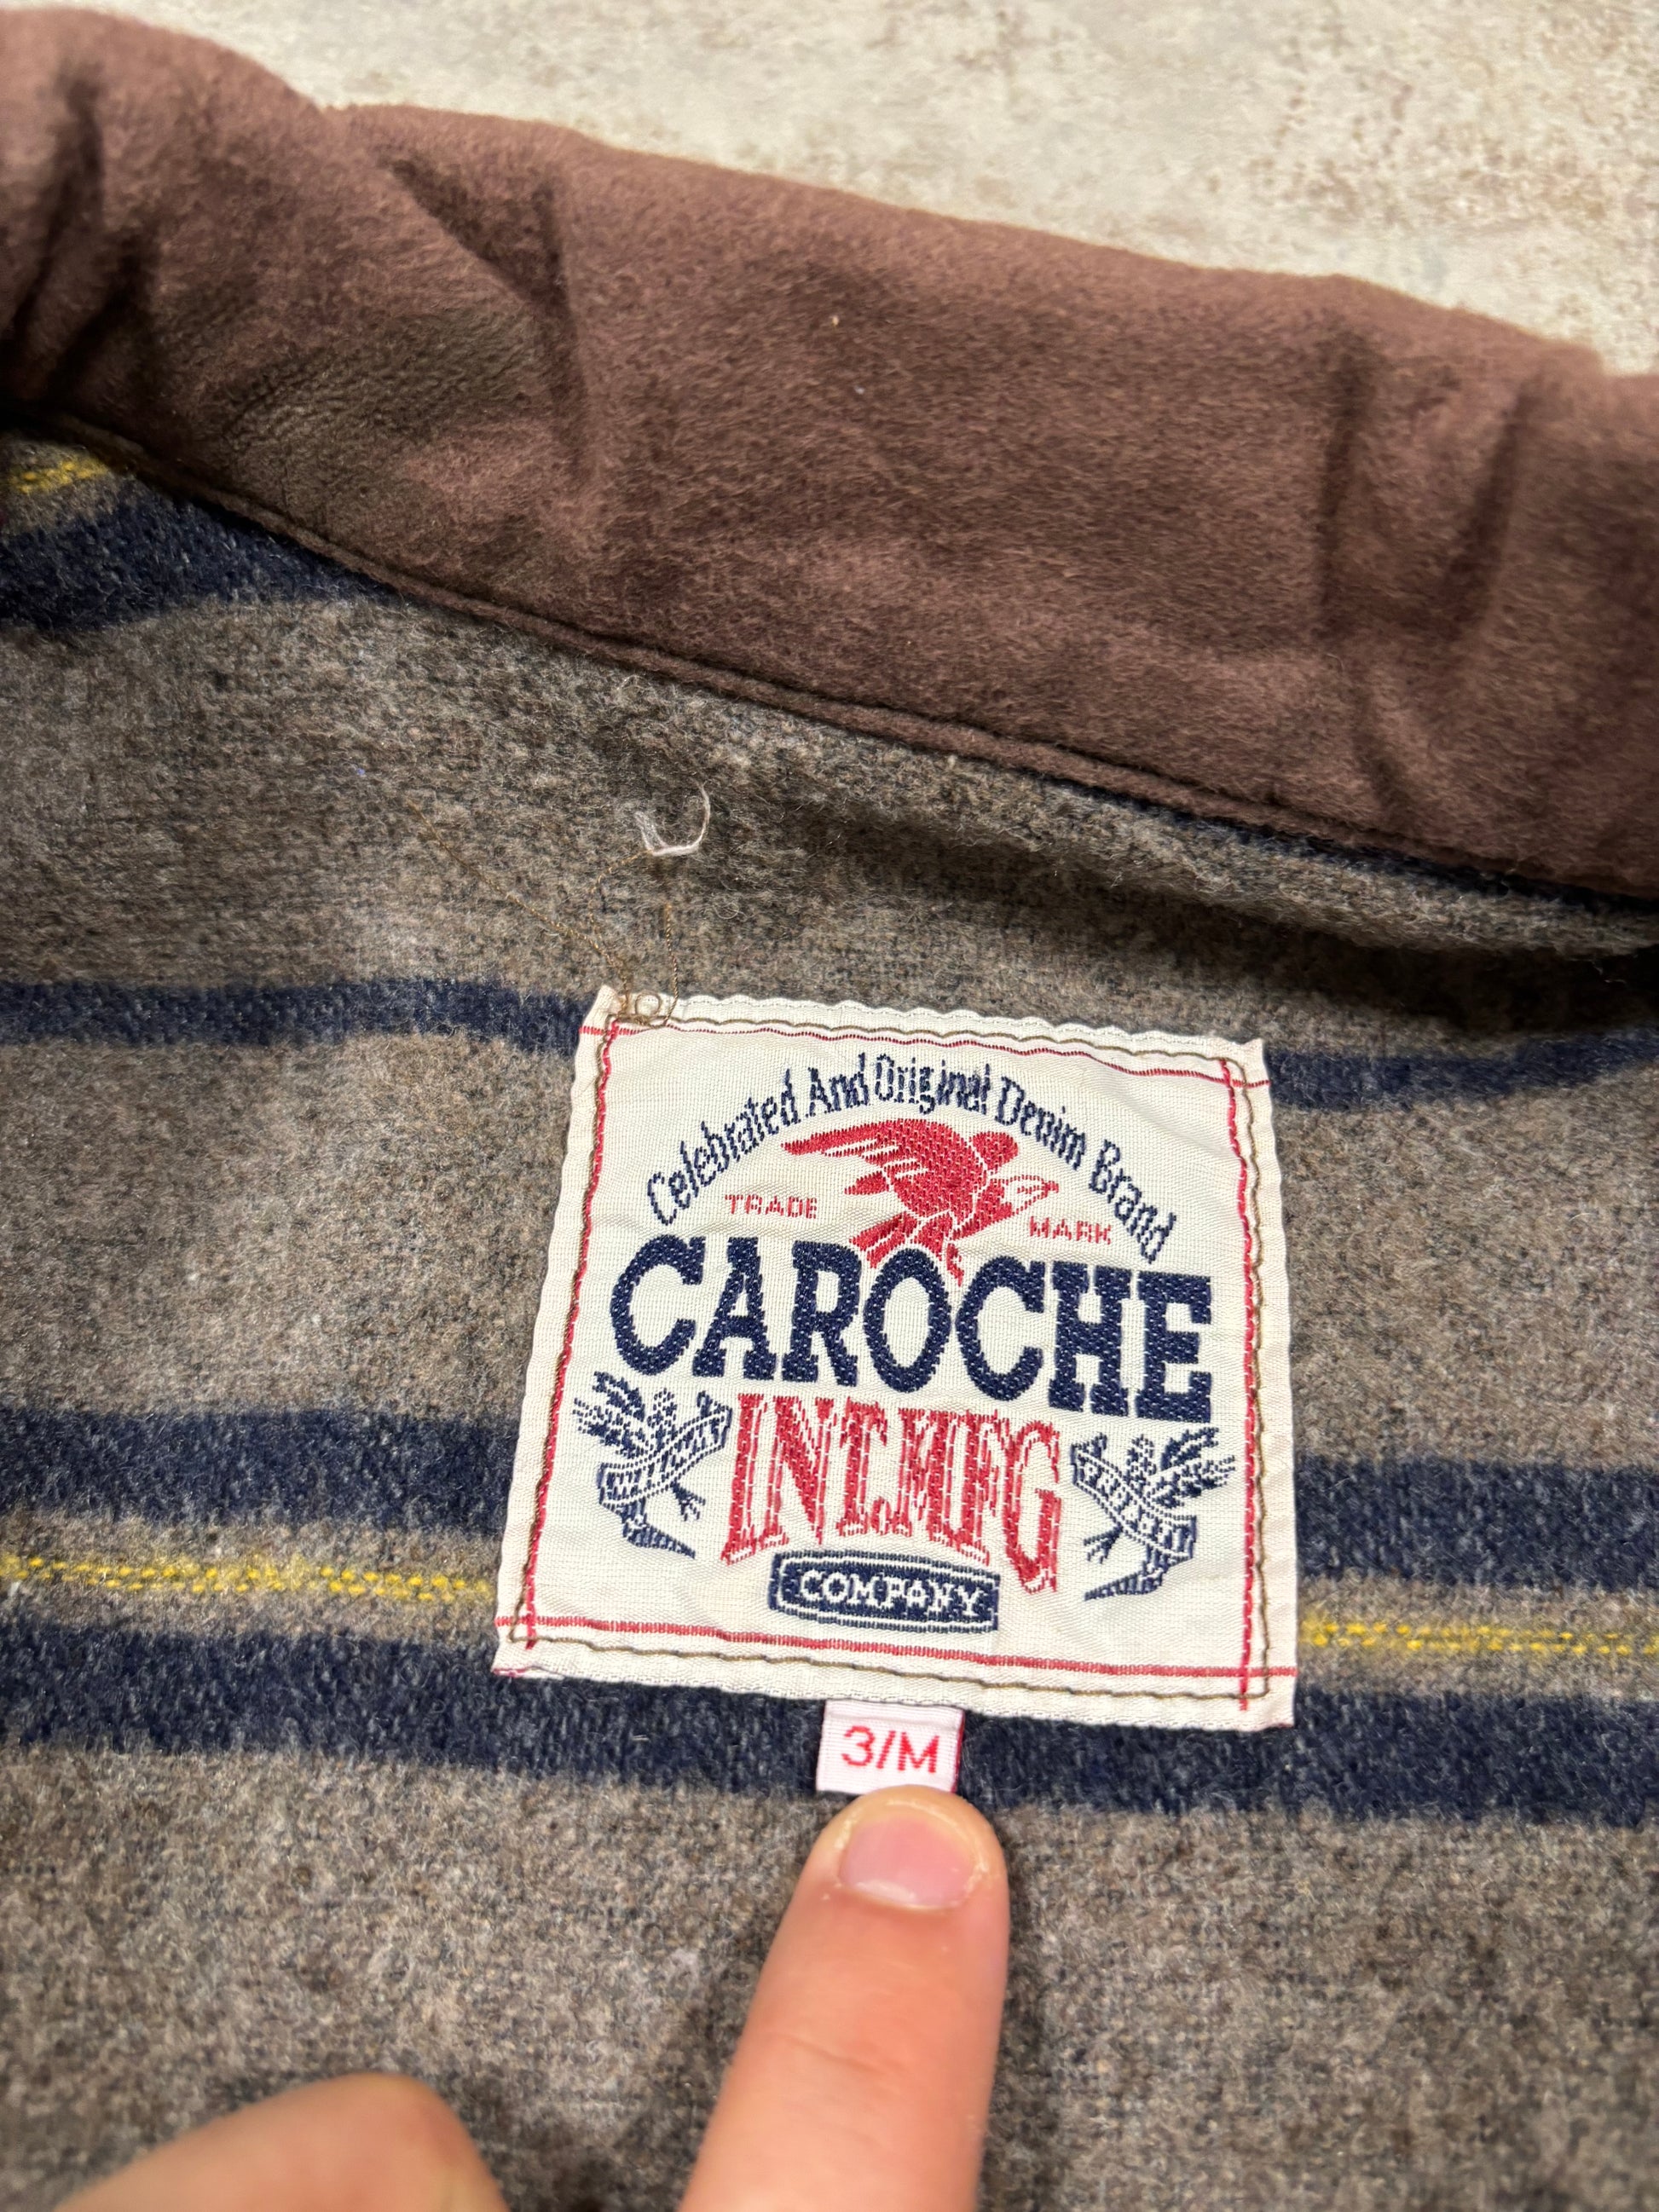 Celebrated And Original Denim Brand
TRADE MARK
CAROCHE
INT. MFG
COMPANY
3/M